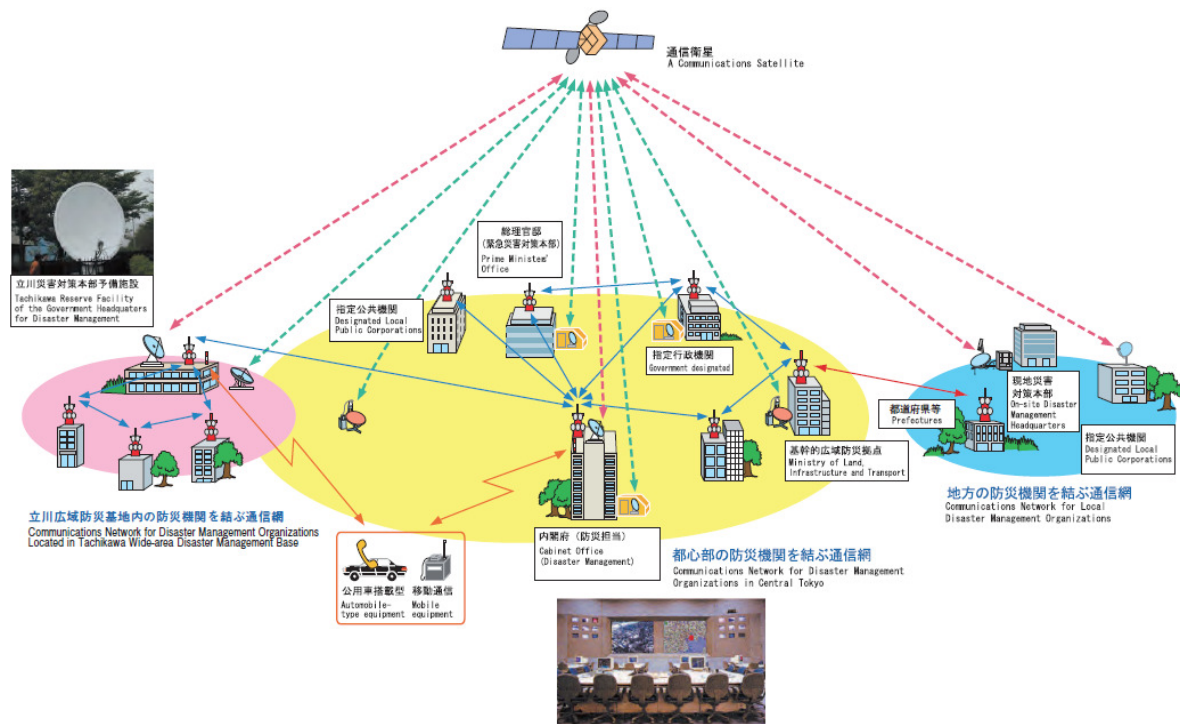 通信衛星
A Communications Satellite
立川災害対策本部予備施設
Tachikawa Reserve Facility
of the Government Headquaters
for Disaster Management
総理官邸
(緊急災害対策本部)
Prime Ministem'
Office
指定公共機関
Designated Local
Public Corporations
指定行政機関
Government designated
都道府県等
Prefectures
現地災害
対策本部
On-site Disaster
Management
Headquarters
指定公共機関
Designated Local
Public Corporations
基幹的広域防災拠点
Ministry of Land,
Infrastructure and Transport
地方の防災機関を結ぶ通信網
Communications Network for Local
Disaster Management Organizations
立川広域防災基地内の防災機関を結ぶ通信網
Communications Network for Disaster Management Organizations
Located in Tachikawa Wide-area Disaster Management Base
内閣府(防災担当)
Cabinet Office
(Disaster Management)
都心部の防災機関を結ぶ通信網
Communications Network for Disaster Management
Organizations in Central Tokyo
公用車搭載型
Automobile-
type equipment
移動通信
Mobile
equipment